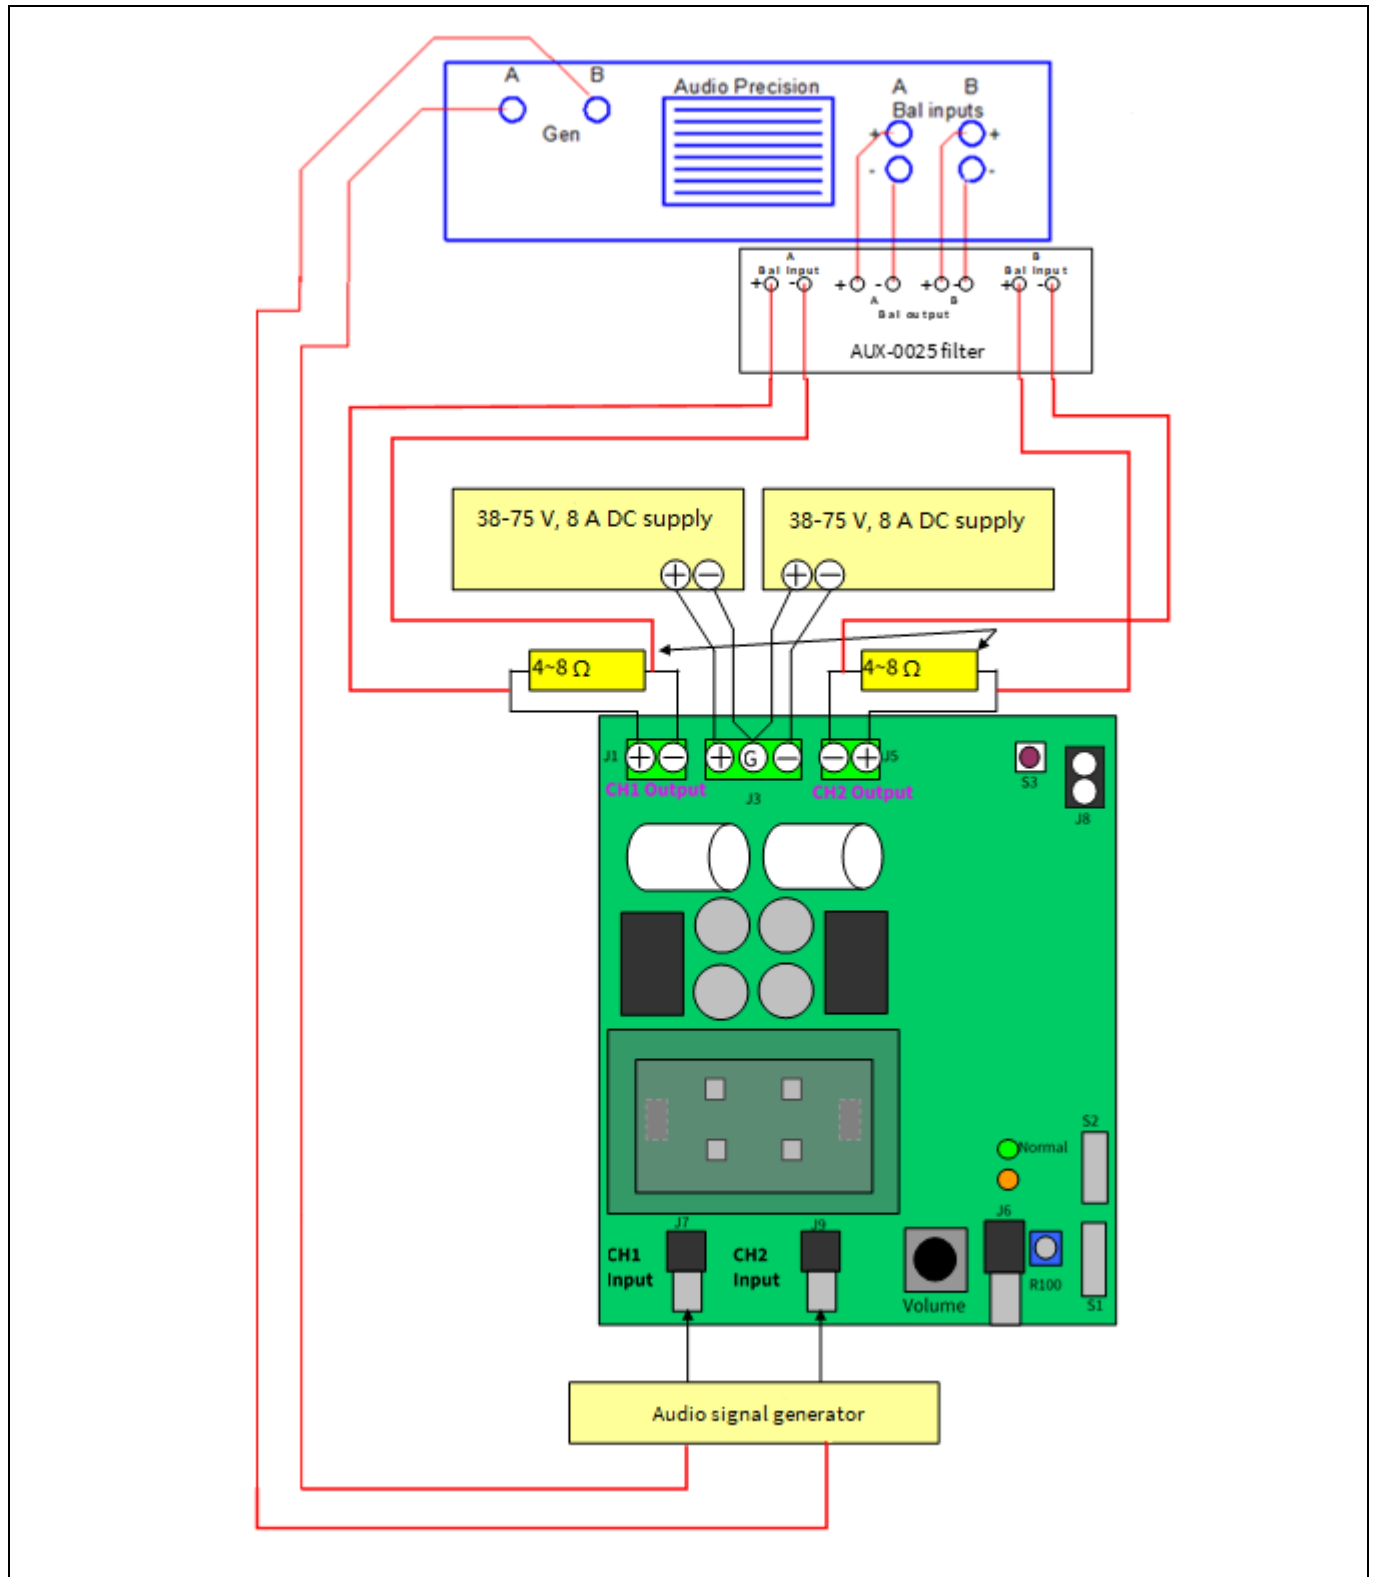 A B
Gen
Audio Precision
A B
Bal inputs
+ +
- -
A
Bal Input
+ -
+ - + -
A B
Bal output
B
Bal Input
+ -
AUX-0025 filter
38-75 V, 8 A DC supply
38-75 V, 8 A DC supply
+ −
+ −
4~8 Ω
4~8 Ω
J1
+ −
+ G −
− +
J5
CH1 Output
J3
CH2 Output
S3
J8
S2
Normal
J7
J9
J6
CH1
Input
CH2
Input
Volume
R100
S1
Audio signal generator